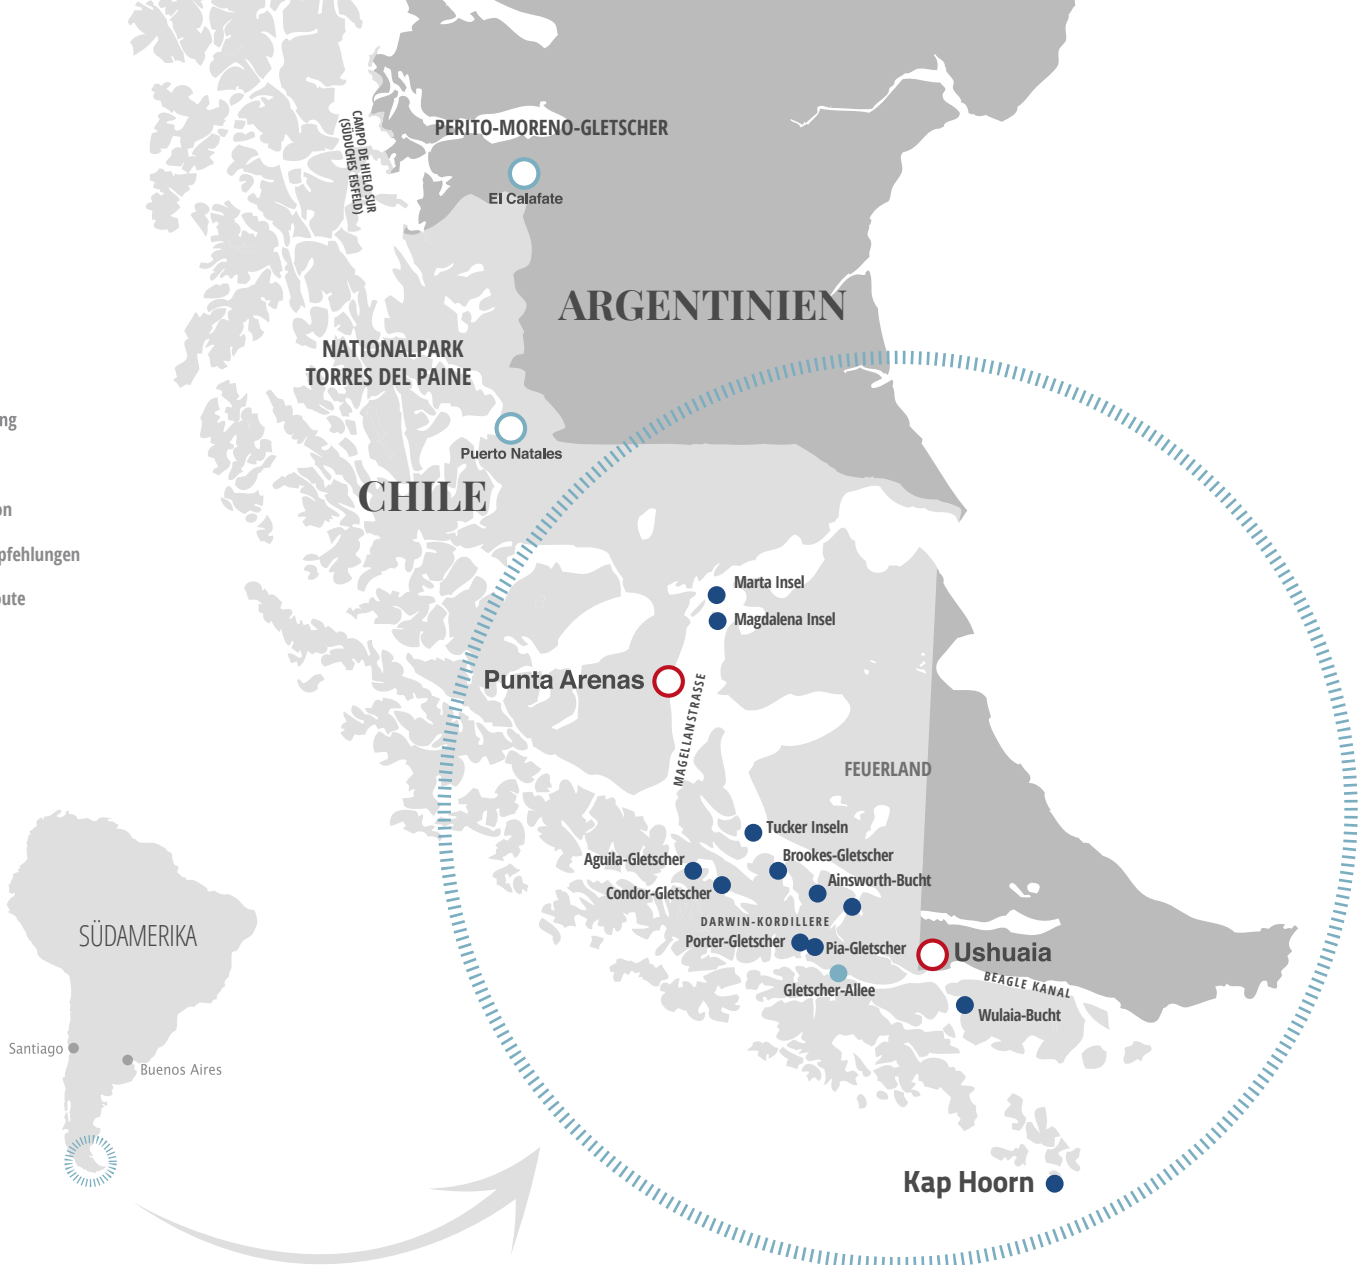 CAMPO DE HIELO SUR
(SÜDUCHES EISFELD)
PERITO-MORENO-GLETSCHER
El Calafate
ARGENTINIEN
NATIONALPARK
TORRES DEL PAINE
ng
Puerto Natales
CHILE
on
pfehlungen
oute
Marta Insel
Magdalena Insel
Punta Arenas
MAGELLANSTRASSE
FEUERLAND
Tucker Inseln
Brookes-Gletscher
Aguila-Gletscher
Ainsworth-Bucht
Condor-Gletscher
DARWIN-KORDILLERE
Porter-Gletscher
Pia-Gletscher
Ushuaia
Gletscher-Allee
BEAGLE KANAL
Wulaia-Bucht
SÜDAMERIKA
Santiago
Buenos Aires
Kap Hoorn